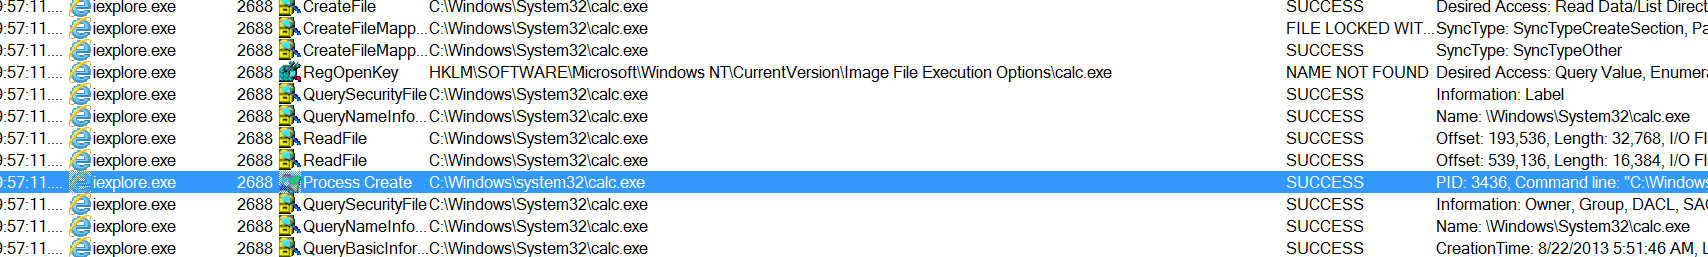 9:57:11.... iexplore.exe 2688 CreateFile C:\Windows\System32\calc.exe SUCCESS Desired Access: Read Data/List Direct
9:57:11.... iexplore.exe 2688 CreateFileMapp... C:\Windows\System32\calc.exe FILE LOCKED WIT... SyncType: SyncTypeCreateSection, Pa
9:57:11.... iexplore.exe 2688 CreateFileMapp... C:\Windows\System32\calc.exe SUCCESS SyncType: SyncTypeOther
9:57:11.... iexplore.exe 2688 RegOpenKey HKLM\SOFTWARE\Microsoft\Windows NT\CurrentVersion\Image File Execution Options\calc.exe NAME NOT FOUND Desired Access: Query Value, Enumera
9:57:11.... iexplore.exe 2688 QuerySecurityFile C:\Windows\System32\calc.exe SUCCESS Information: Label
9:57:11.... iexplore.exe 2688 QueryNameInfo... C:\Windows\System32\calc.exe SUCCESS Name: \Windows\System32\calc.exe
9:57:11.... iexplore.exe 2688 ReadFile C:\Windows\System32\calc.exe SUCCESS Offset: 193,536, Length: 32,768, I/O Fl
9:57:11.... iexplore.exe 2688 ReadFile C:\Windows\System32\calc.exe SUCCESS Offset: 539,136, Length: 16,384, I/O Fl
9:57:11.... iexplore.exe 2688 Process Create C:\Windows\system32\calc.exe SUCCESS PID: 3436, Command line: "C:\Windows
9:57:11.... iexplore.exe 2688 QuerySecurityFile C:\Windows\System32\calc.exe SUCCESS Information: Owner, Group, DACL, SAC
9:57:11.... iexplore.exe 2688 QueryNameInfo... C:\Windows\System32\calc.exe SUCCESS Name: \Windows\System32\calc.exe
9:57:11.... iexplore.exe 2688 QueryBasicInfor... C:\Windows\System32\calc.exe SUCCESS CreationTime: 8/22/2013 5:51:46 AM, L